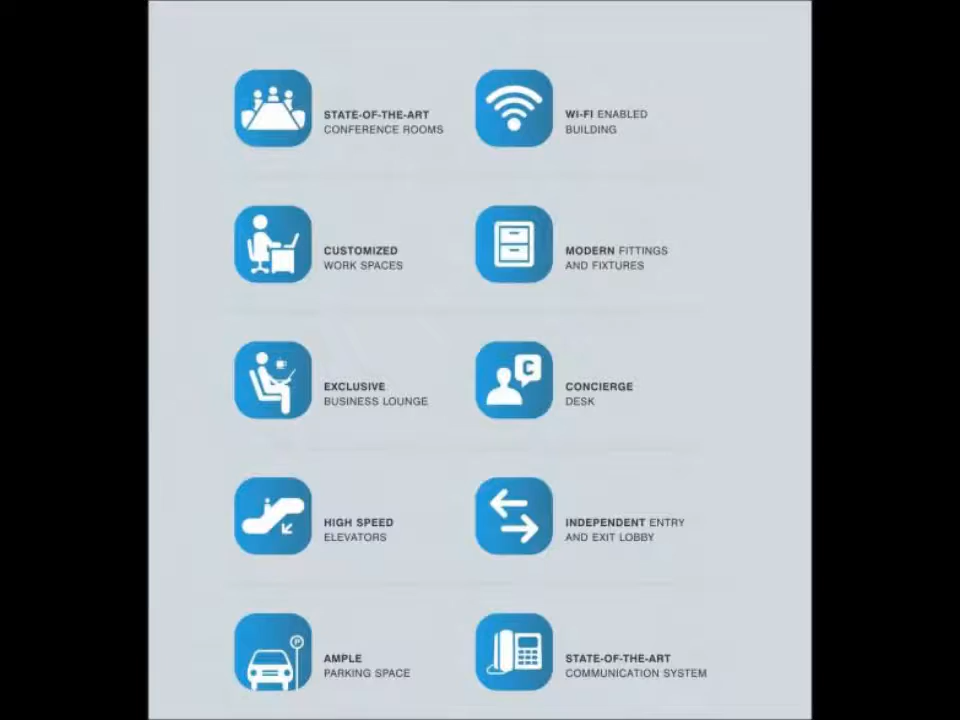 STATE-OF-THE-ART
CONFERENCE ROOMS
WI-FI ENABLED
BUILDING
CUSTOMIZED
WORK SPACES
MODERN FITTINGS
AND FIXTURES
EXCLUSIVE
BUSINESS LOUNGE
C
CONCIERGE
DESK
HIGH SPEED
ELEVATORS
INDEPENDENT ENTRY
AND EXIT LOBBY
P
AMPLE
PARKING SPACE
STATE-OF-THE-ART
COMMUNICATION SYSTEM